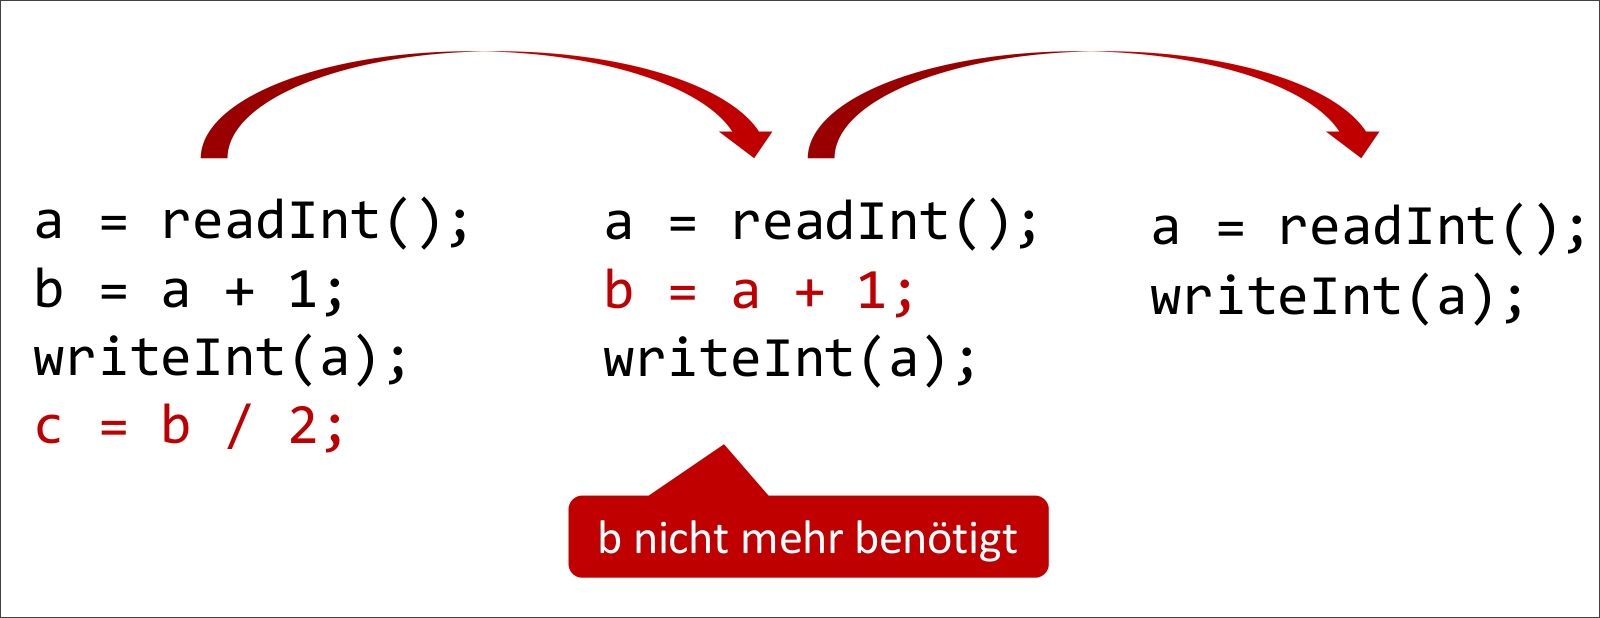 a = readInt();
b = a + 1;
writeInt(a);
c = b / 2;
a = readInt();
b = a + 1;
writeInt(a);
b nicht mehr benötigt
a = readInt();
writeInt(a);